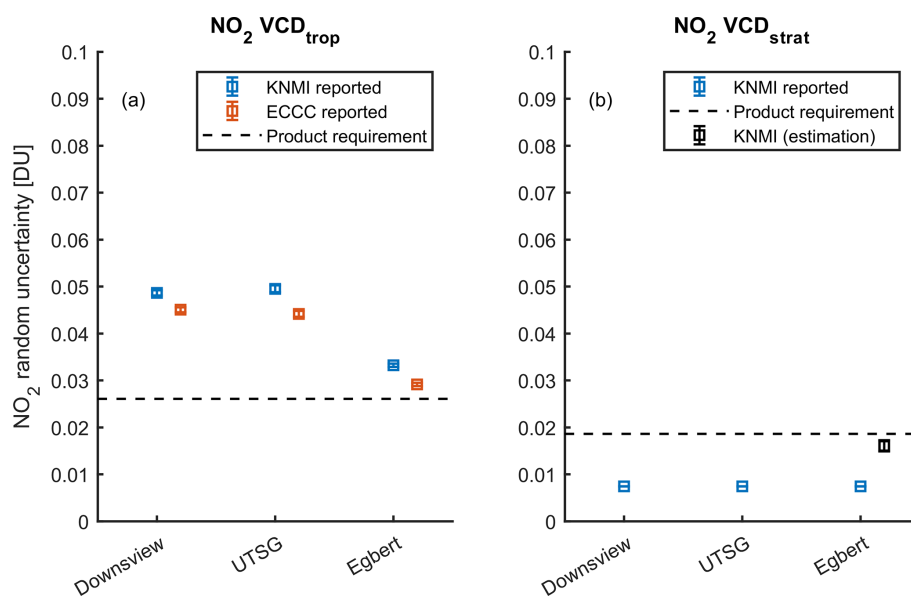 NO2 VCDtrop
NO2 VCDstrat
NO2 random uncertainty [DU]
0.1
0.09
0.08
0.07
0.06
0.05
0.04
0.03
0.02
0.01
0
(a)
KNMI reported
ECCC reported
Product requirement
Downsview
UTSG
Egbert
0.1
0.09
0.08
0.07
0.06
0.05
0.04
0.03
0.02
0.01
0
(b)
KNMI reported
Product requirement
KNMI (estimation)
Downsview
UTSG
Egbert